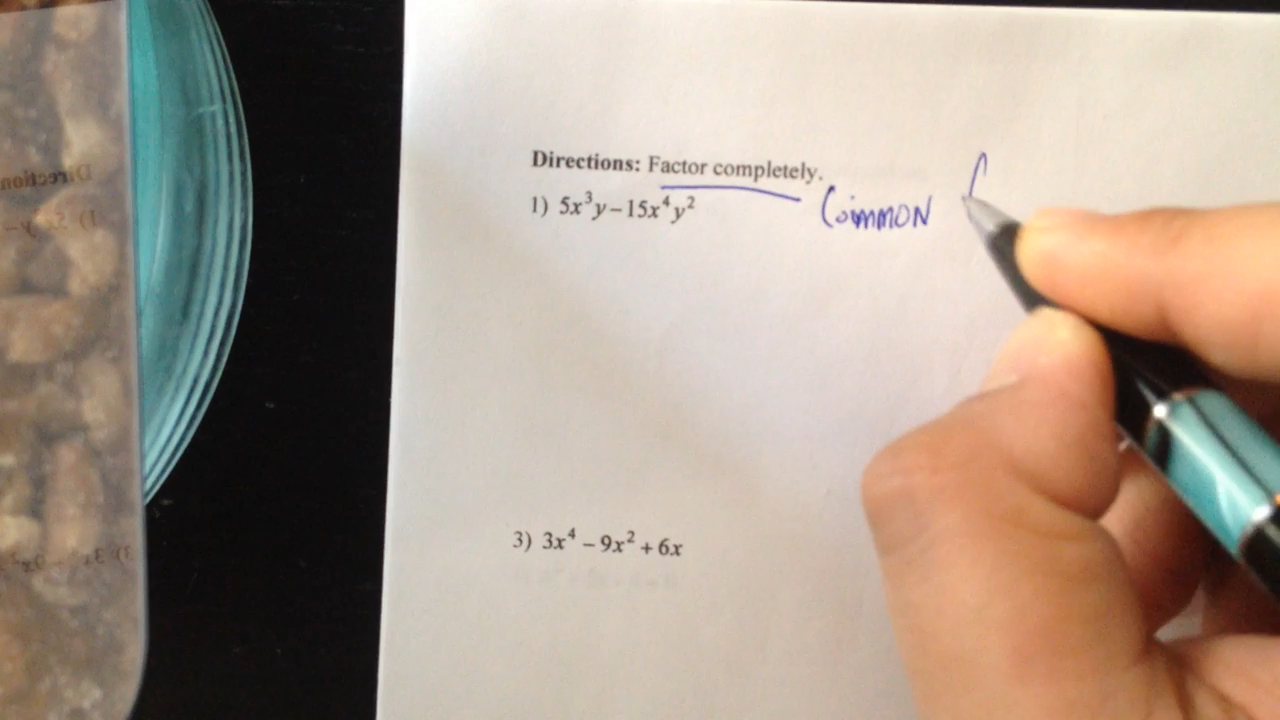 Directions: Factor completely.
1) 5x³y – 15x⁴y² Common
3) 3x⁴ – 9x² + 6x